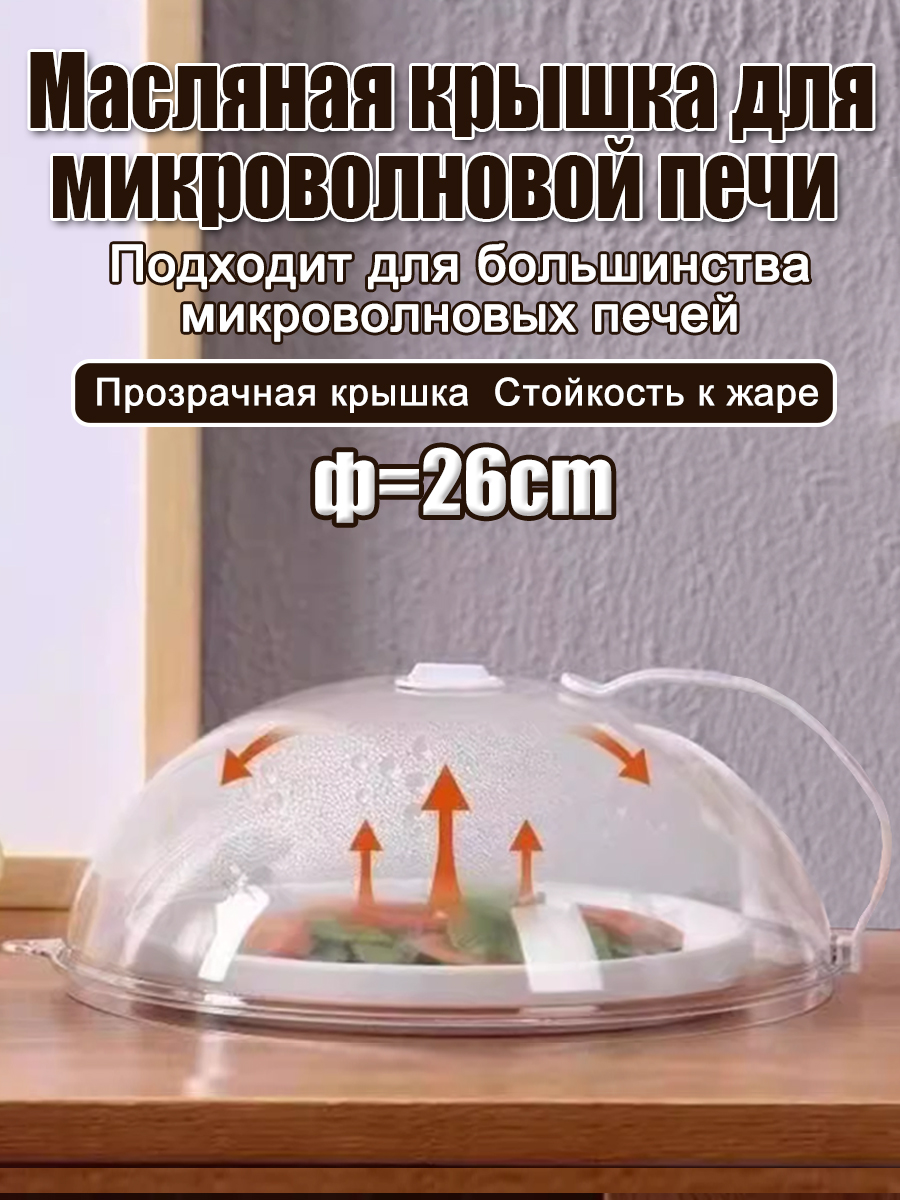 Масляная крышка для
микроволновой печи
Подходит для большинства
микроволновых печей
Прозрачная крышка Стойкость к жаре
ф=26cm